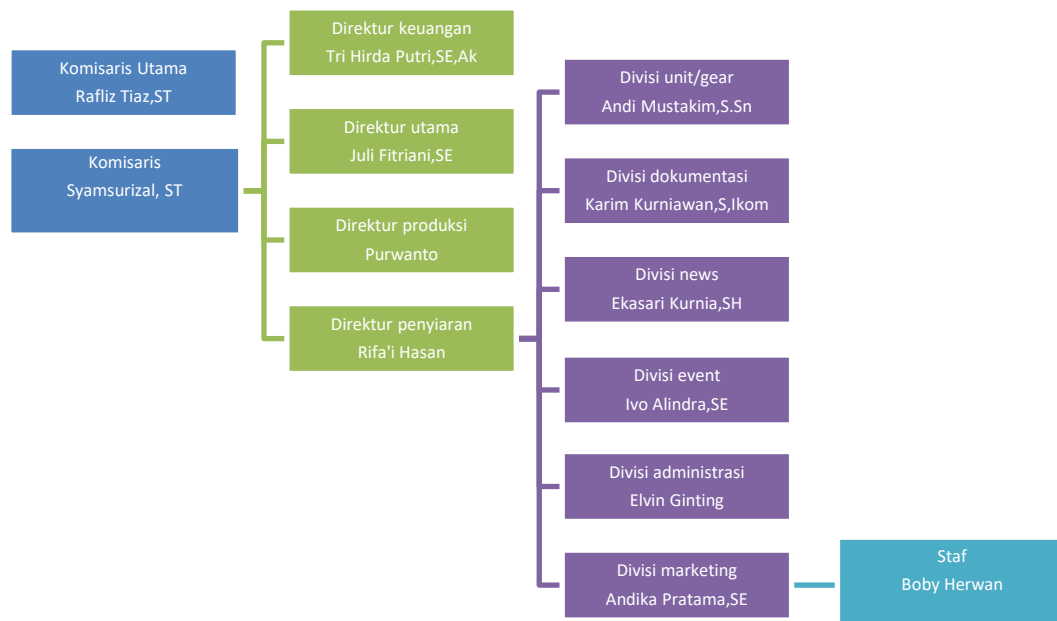 Komisaris Utama
Rafliz Tiaz,ST
Komisaris
Syamsurizal, ST
Direktur keuangan
Tri Hirda Putri,SE,Ak
Direktur utama
Juli Fitriani,SE
Direktur produksi
Purwanto
Direktur penyiaran
Rifa'i Hasan
Divisi unit/gear
Andi Mustakim,S.Sn
Divisi dokumentasi
Karim Kurniawan,S,Ikom
Divisi news
Ekasari Kurnia,SH
Divisi event
Ivo Alindra,SE
Divisi administrasi
Elvin Ginting
Divisi marketing
Andika Pratama,SE
Staf
Boby Herwan